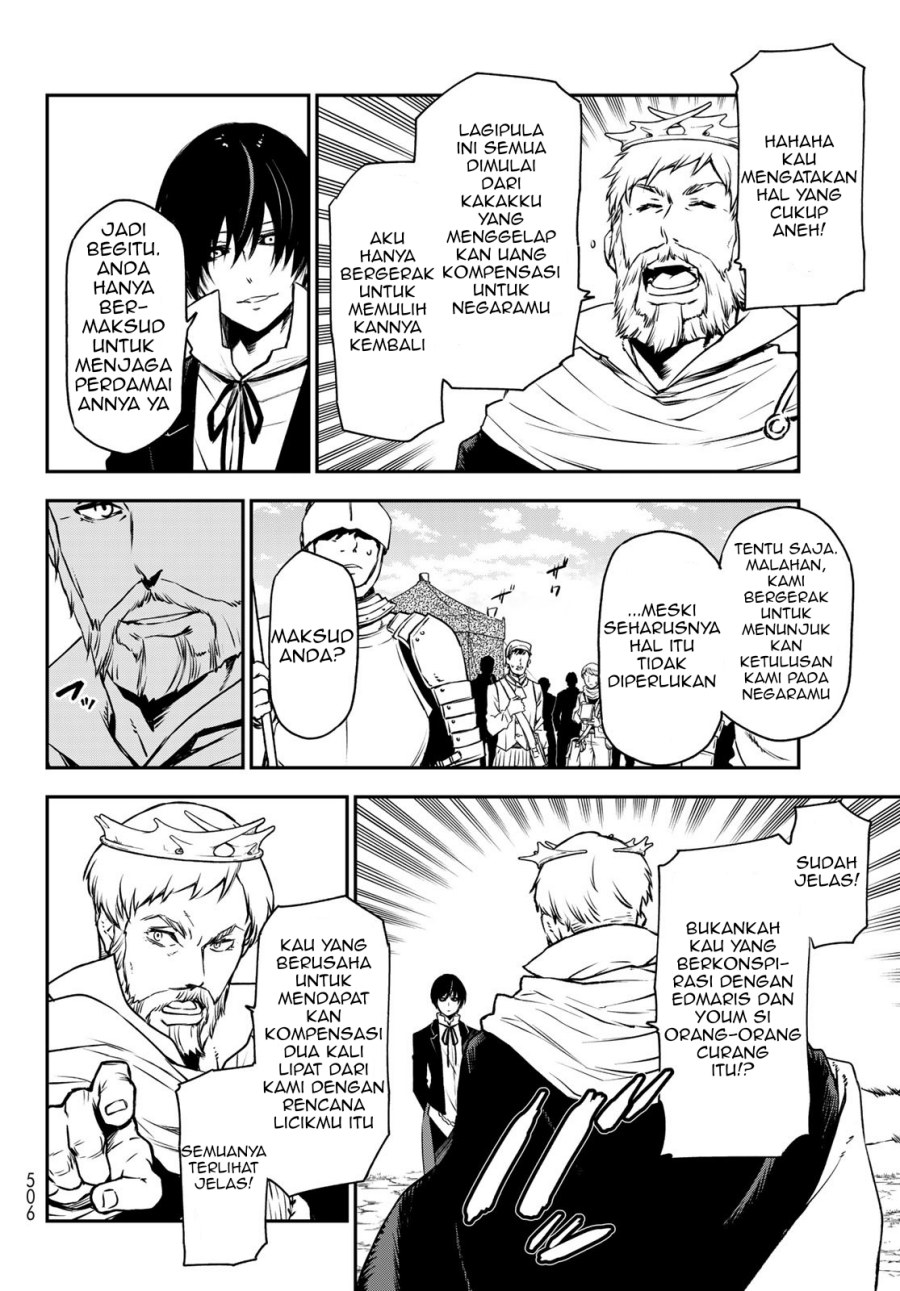 HAHAHA
KAU
MENGATAKAN
HAL YANG
CUKUP
ANEH!
LAGIPULA
INI SEMUA
DIMULAI
DARI
KAKAKKU
YANG
MENGGELAP
KAN UANG
KOMPENSASI
UNTUK
NEGARAMU
AKU
HANYA
BERGERAK
UNTUK
MEMULIH
KANNYA
KEMBALI
JADI
BEGITU.
ANDA
HANYA
BER-
MAKSUD
UNTUK
MENJAGA
PERDAMAI
ANNYA YA
TENTU SAJA.
MALAHAN,
KAMI
BERGERAK
UNTUK
MENUNJUK
KAN
KETULUSAN
KAMI PADA
NEGARAMU
...MESKI
SEHARUSNYA
HAL ITU
TIDAK
DIPERLUKAN
ザ
ザ
MAKSUD
ANDA?
ヘッ
SUDAH
JELAS!
BUKANKAH
KAU YANG
BERKONSPI-
RASI DENGAN
EDMARIS DAN
YOUM SI
ORANG-ORANG
CURANG
ITU!?
KAU YANG
BERUSAHA
UNTUK
MENDAPAT
KAN
KOMPENSASI
DUA KALI
LIPAT DARI
KAMI DENGAN
RENCANA
LICIKMU ITU
SEMUANYA
TERLIHAT
JELAS!
506